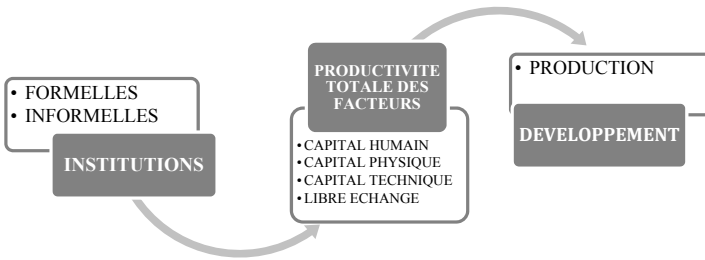 • FORMELLES
• INFORMELLES
INSTITUTIONS
PRODUCTIVITE
TOTALE DES
FACTEURS
• CAPITAL HUMAIN
• CAPITAL PHYSIQUE
• CAPITAL TECHNIQUE
• LIBRE ECHANGE
• PRODUCTION
DEVELOPPEMENT